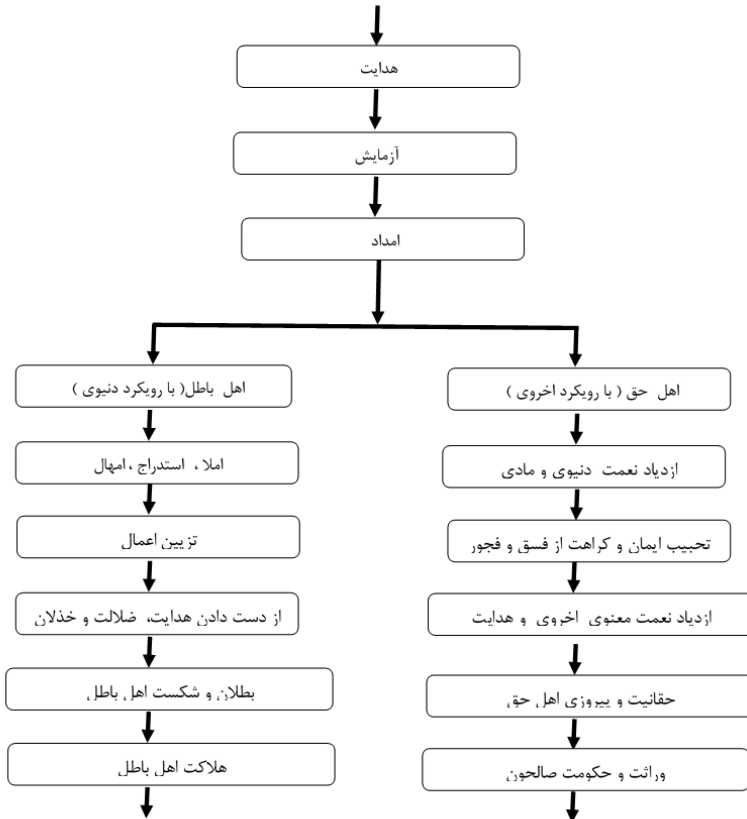 هدایت
آزمایش
امداد
اهل حق ( با رویکرد اخروی )
ازدیاد نعمت دنیوی و مادی
تحبیب ایمان و کراهت از فسق و فجور
ازدیاد نعمت معنوی اخروی و هدایت
حقانیت و پیروزی اهل حق
وراثت و حکومت صالحون
اهل باطل( با رویکرد دنیوی )
املا ، استدراج ، امهال
تزیین اعمال
از دست دادن هدایت، ضلالت و خذلان
بطلان و شکست اهل باطل
هلاکت اهل باطل